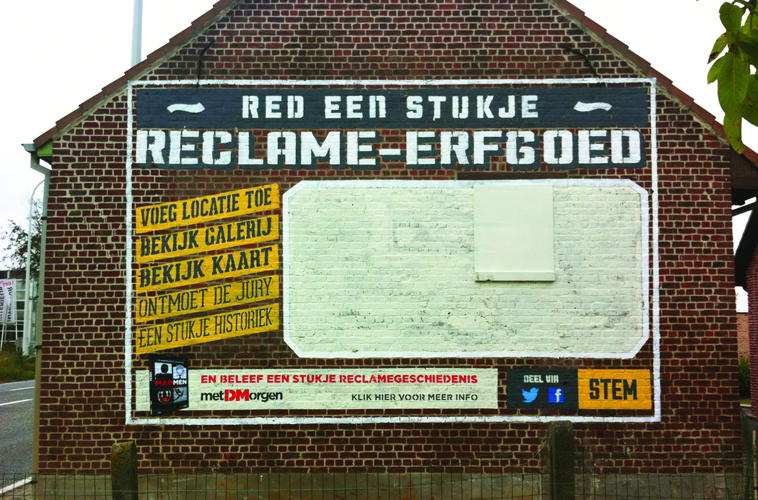 RED EEN STUKJE
RECLAME-ERFGOED
VOEG LOCATIE TOE
BEKIJK GALERIJ
BEKIJK KAART
ONTMOET DE JURY
EEN STUKJE HISTORIEK
MADMEN
EN BELEEF EEN STUKJE RECLAMEGESCHIEDENIS
metDMorgen
KLIK HIER VOOR MEER INFO
DEEL VIA
f
STEM